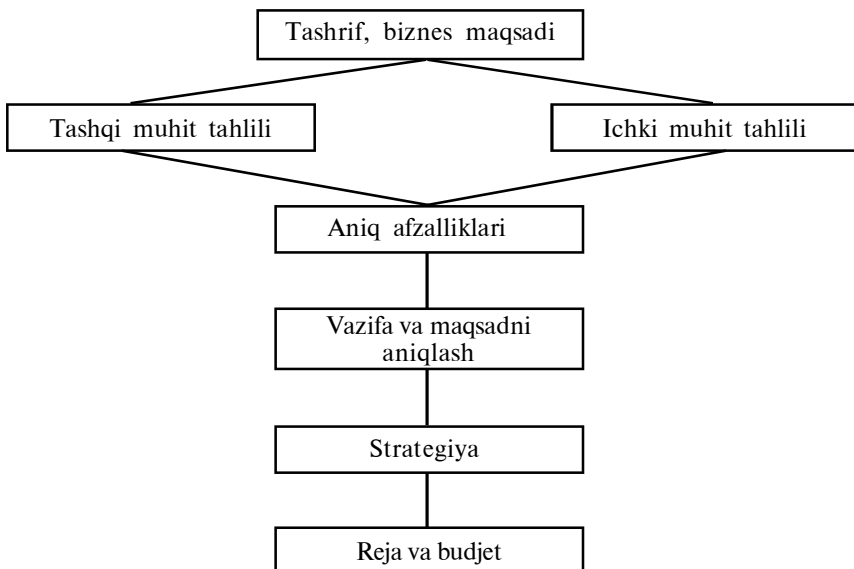 Tashrif, biznes maqsadi
Tashqi muhit tahlili
Ichki muhit tahlili
Aniq afzalliklari
Vazifa va maqsadni
aniqlash
Strategiya
Reja va budjet